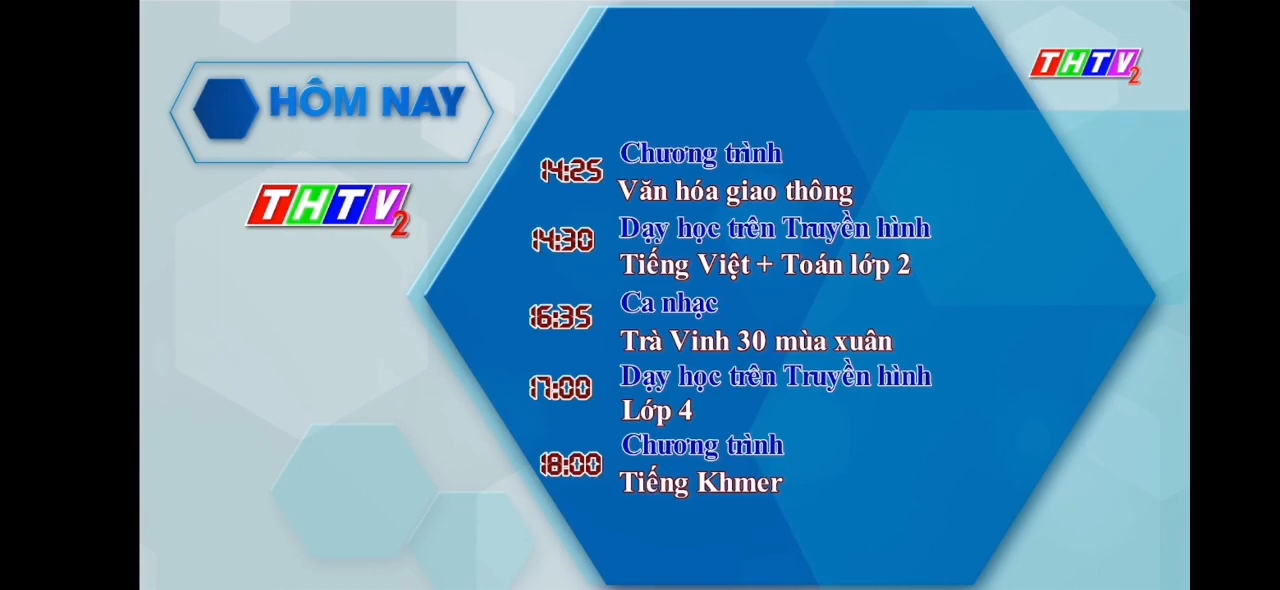 HÔM NAY
THTV2
THTV2
14:25 Chương trình
Văn hóa giao thông
14:30 Dạy học trên Truyền hình
Tiếng Việt + Toán lớp 2
16:35 Ca nhạc
Trà Vinh 30 mùa xuân
17:00 Dạy học trên Truyền hình
Lớp 4
18:00 Chương trình
Tiếng Khmer